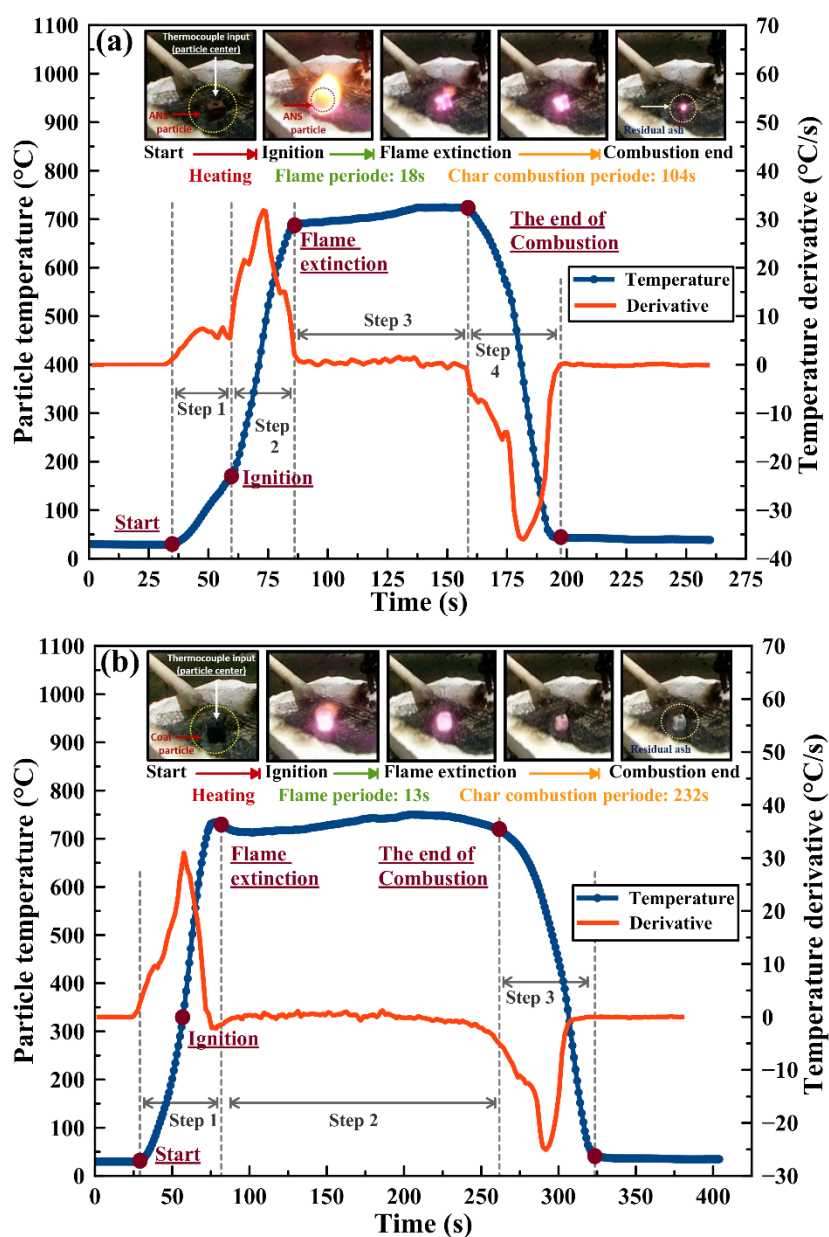 (a)
Thermocouple input
(particle center)
ANS
particle
ANS
particle
Residual ash
Start
Ignition
Flame extinction
Combustion end
Heating
Flame periode: 18s
Char combustion periode: 104s
1100
1000
900
800
700
600
500
400
300
200
100
0
Particle temperature (°C)
70
60
50
40
30
20
10
0
−10
−20
−30
−40
Temperature derivative (°C/s)
Flame
extinction
The end of
Combustion
Temperature
Derivative
Step 3
Step
4
Step 1
Step
2
Ignition
Start
0 25 50 75 100 125 150 175 200 225 250 275
Time (s)
(b)
Thermocouple input
(particle center)
Coal
particle
Residual ash
Start
Ignition
Flame extinction
Combustion end
Heating
Flame periode: 13s
Char combustion periode: 232s
1100
1000
900
800
700
600
500
400
300
200
100
0
Particle temperature (°C)
70
60
50
40
30
20
10
0
−10
−20
−30
Temperature derivative (°C/s)
Flame
extinction
The end of
Combustion
Temperature
Derivative
Step 3
Ignition
Step 1
Step 2
Start
0 50 100 150 200 250 300 350 400
Time (s)